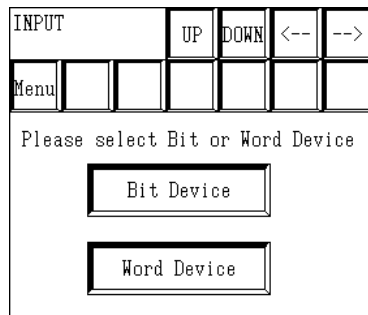 INPUT UP DOWN <-- -->
Menu
Please select Bit or Word Device
Bit Device
Word Device